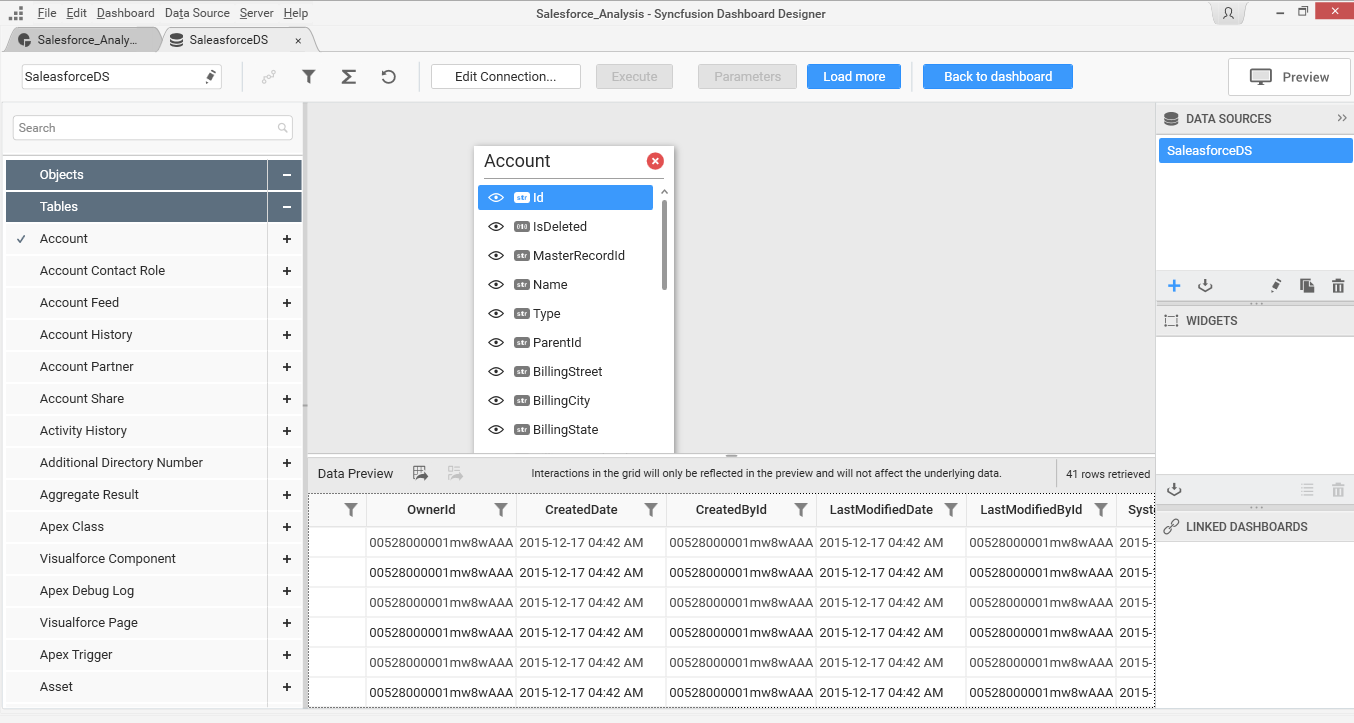 File Edit Dashboard Data Source Server Help
Salesforce_Analysis - Syncfusion Dashboard Designer
Salesforce_Analy...
SaleasforceDS
SaleasforceDS
Edit Connection...
Execute
Parameters
Load more
Back to dashboard
Preview
Search
Objects
Tables
Account
Account Contact Role
Account Feed
Account History
Account Partner
Account Share
Activity History
Additional Directory Number
Aggregate Result
Apex Class
Visualforce Component
Apex Debug Log
Visualforce Page
Apex Trigger
Asset
Account
str Id
010 IsDeleted
str MasterRecordId
str Name
str Type
str ParentId
str BillingStreet
str BillingCity
str BillingState
Data Preview
Interactions in the grid will only be reflected in the preview and will not affect the underlying data.
41 rows retrieved
OwnerId CreatedDate CreatedById LastModifiedDate LastModifiedById Syst
00528000001mw8wAAA 2015-12-17 04:42 AM 00528000001mw8wAAA 2015-12-17 04:42 AM 00528000001mw8wAAA 2015-
00528000001mw8wAAA 2015-12-17 04:42 AM 00528000001mw8wAAA 2015-12-17 04:42 AM 00528000001mw8wAAA 2015-
00528000001mw8wAAA 2015-12-17 04:42 AM 00528000001mw8wAAA 2015-12-17 04:42 AM 00528000001mw8wAAA 2015-
00528000001mw8wAAA 2015-12-17 04:42 AM 00528000001mw8wAAA 2015-12-17 04:42 AM 00528000001mw8wAAA 2015-
00528000001mw8wAAA 2015-12-17 04:42 AM 00528000001mw8wAAA 2015-12-17 04:42 AM 00528000001mw8wAAA 2015-
00528000001mw8wAAA 2015-12-17 04:42 AM 00528000001mw8wAAA 2015-12-17 04:42 AM 00528000001mw8wAAA 2015-
DATA SOURCES
SaleasforceDS
WIDGETS
LINKED DASHBOARDS